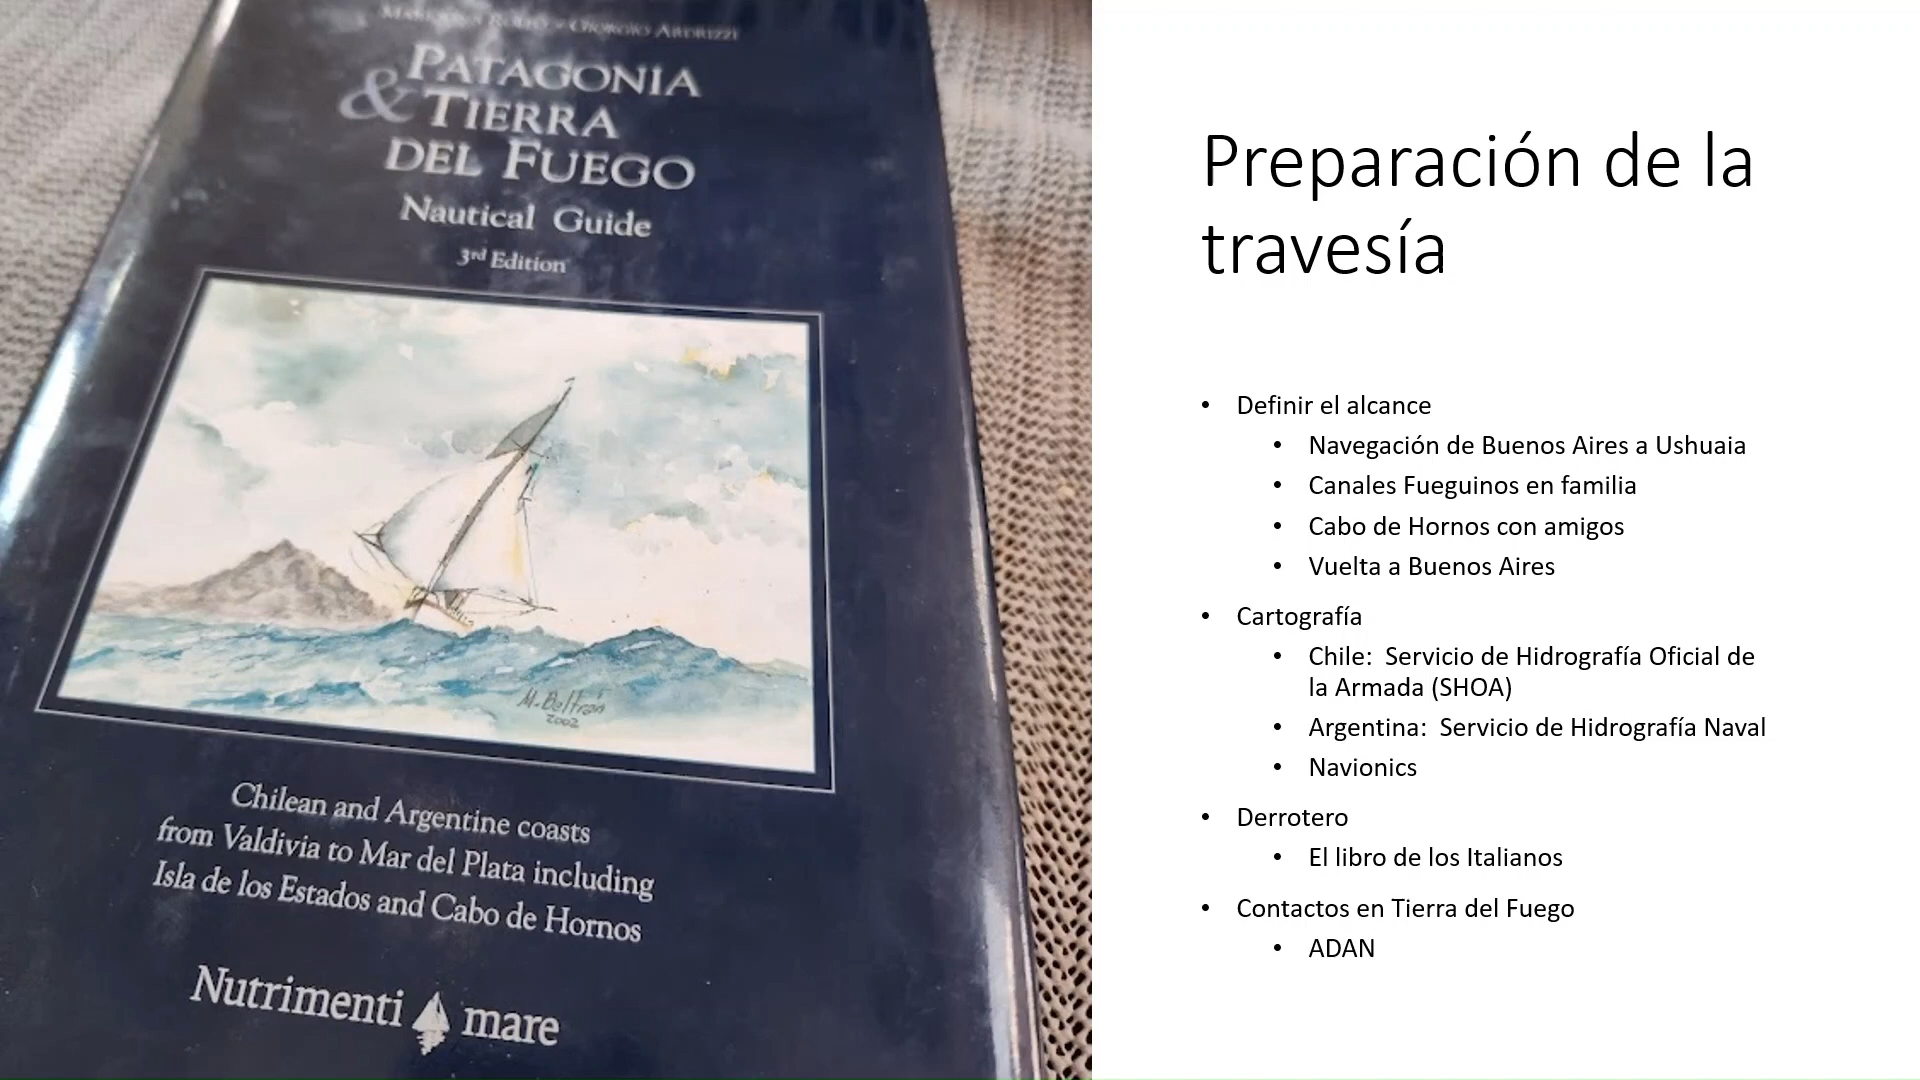 Giorgio Ardrizzi
PATAGONIA
& TIERRA
DEL FUEGO
Nautical Guide
3rd Edition
M. Beltrán
2002
Chilean and Argentine coasts
from Valdivia to Mar del Plata including
Isla de los Estados and Cabo de Hornos
Nutrimenti mare
Preparación de la
travesía
• Definir el alcance
• Navegación de Buenos Aires a Ushuaia
• Canales Fueguinos en familia
• Cabo de Hornos con amigos
• Vuelta a Buenos Aires
• Cartografía
• Chile: Servicio de Hidrografía Oficial de
la Armada (SHOA)
• Argentina: Servicio de Hidrografía Naval
• Navionics
• Derrotero
• El libro de los Italianos
• Contactos en Tierra del Fuego
• ADAN